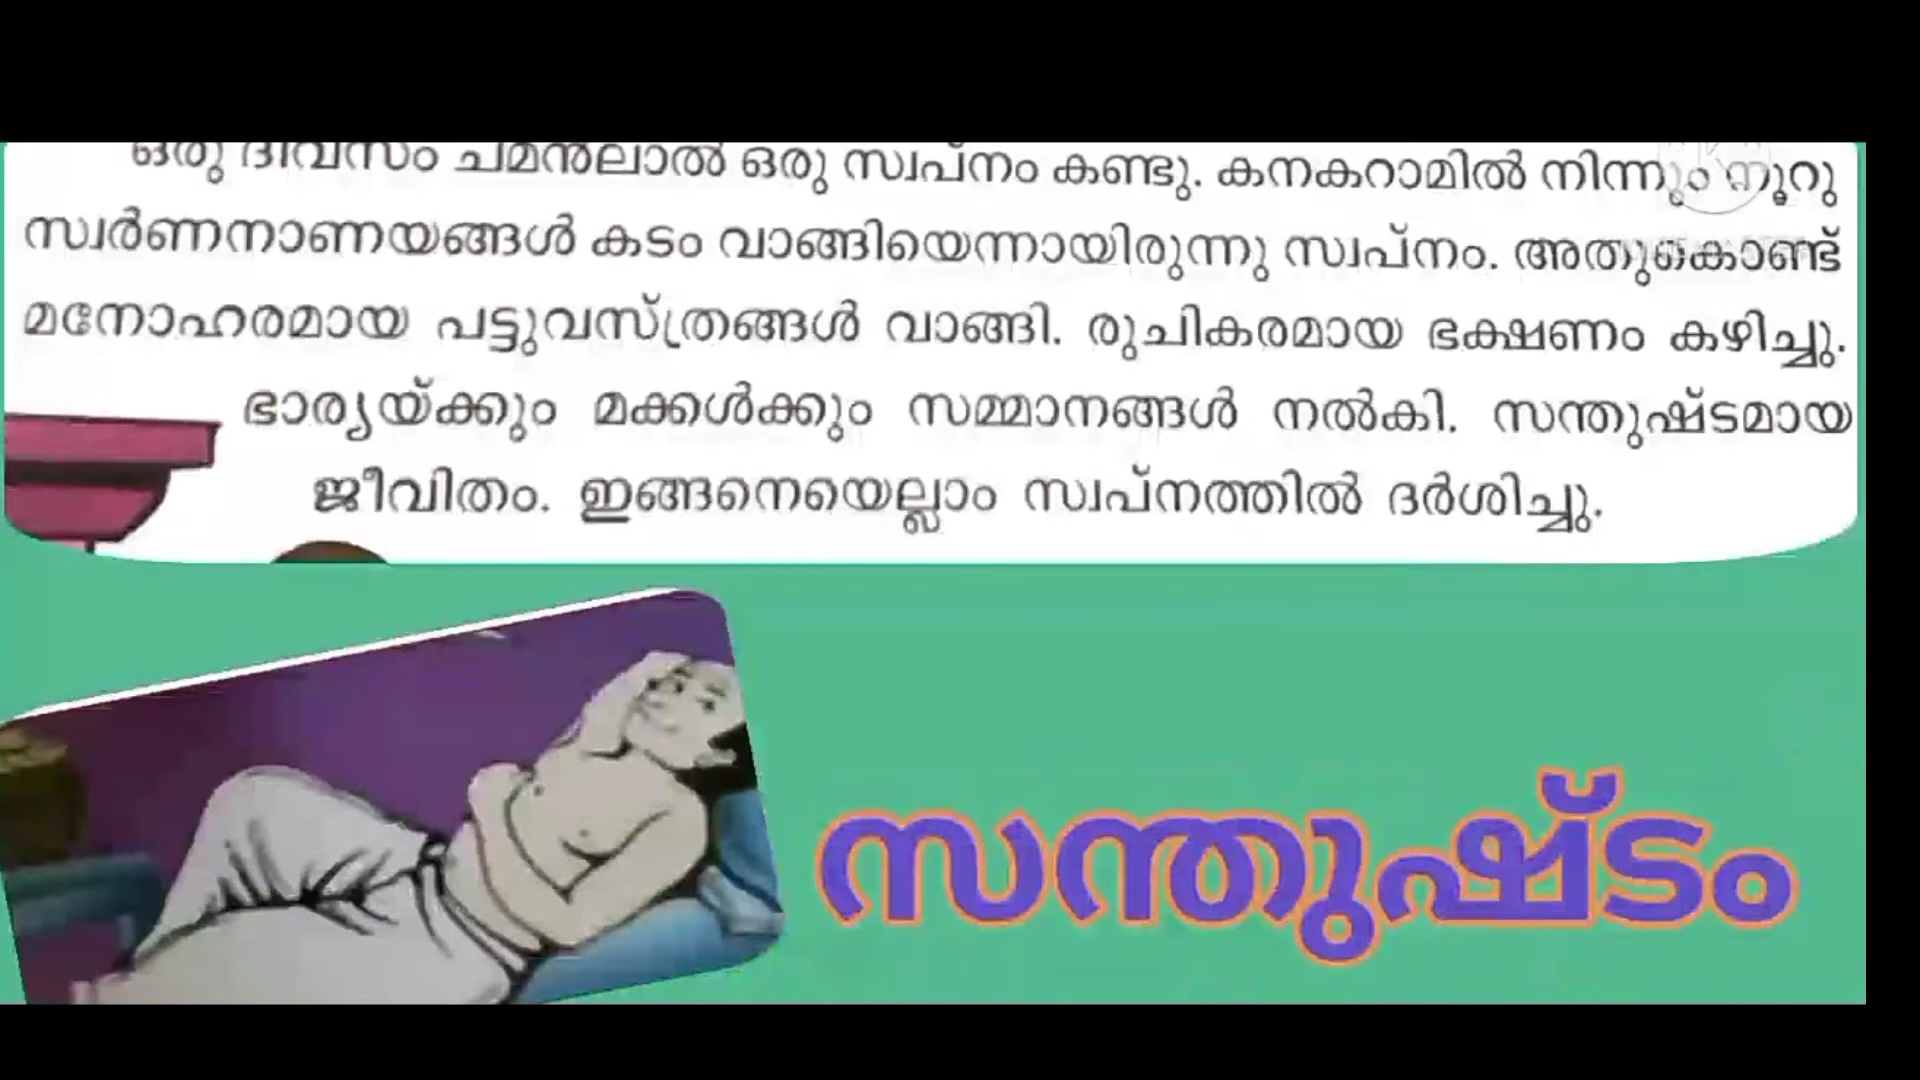 ഒരു ദിവസം ചമൻലാൽ ഒരു സ്വപ്നം കണ്ടു. കനകറാമിൽ നിന്നും നൂറു
സ്വർണനാണയങ്ങൾ കടം വാങ്ങിയെന്നായിരുന്നു സ്വപ്നം. അതുകൊണ്ട്
മനോഹരമായ പട്ടുവസ്ത്രങ്ങൾ വാങ്ങി. രുചികരമായ ഭക്ഷണം കഴിച്ചു.
ഭാര്യയ്ക്കും മക്കൾക്കും സമ്മാനങ്ങൾ നൽകി. സന്തുഷ്ടമായ
ജീവിതം. ഇങ്ങനെയെല്ലാം സ്വപ്നത്തിൽ ദർശിച്ചു.
സന്തുഷ്ടം